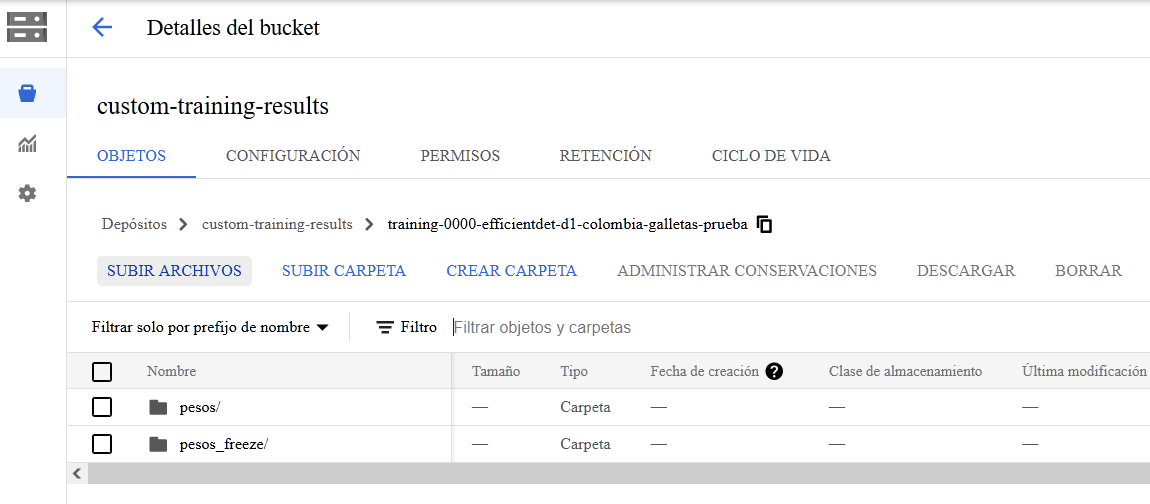 Detalles del bucket
custom-training-results
OBJETOS CONFIGURACIÓN PERMISOS RETENCIÓN CICLO DE VIDA
Depósitos custom-training-results training-0000-efficientdet-d1-colombia-galletas-prueba
SUBIR ARCHIVOS SUBIR CARPETA CREAR CARPETA ADMINISTRAR CONSERVACIONES DESCARGAR BORRAR
Filtrar solo por prefijo de nombre Filtro Filtrar objetos y carpetas
Nombre Tamaño Tipo Fecha de creación ? Clase de almacenamiento Última modificación
pesos/ — Carpeta — — —
pesos_freeze/ — Carpeta — — —